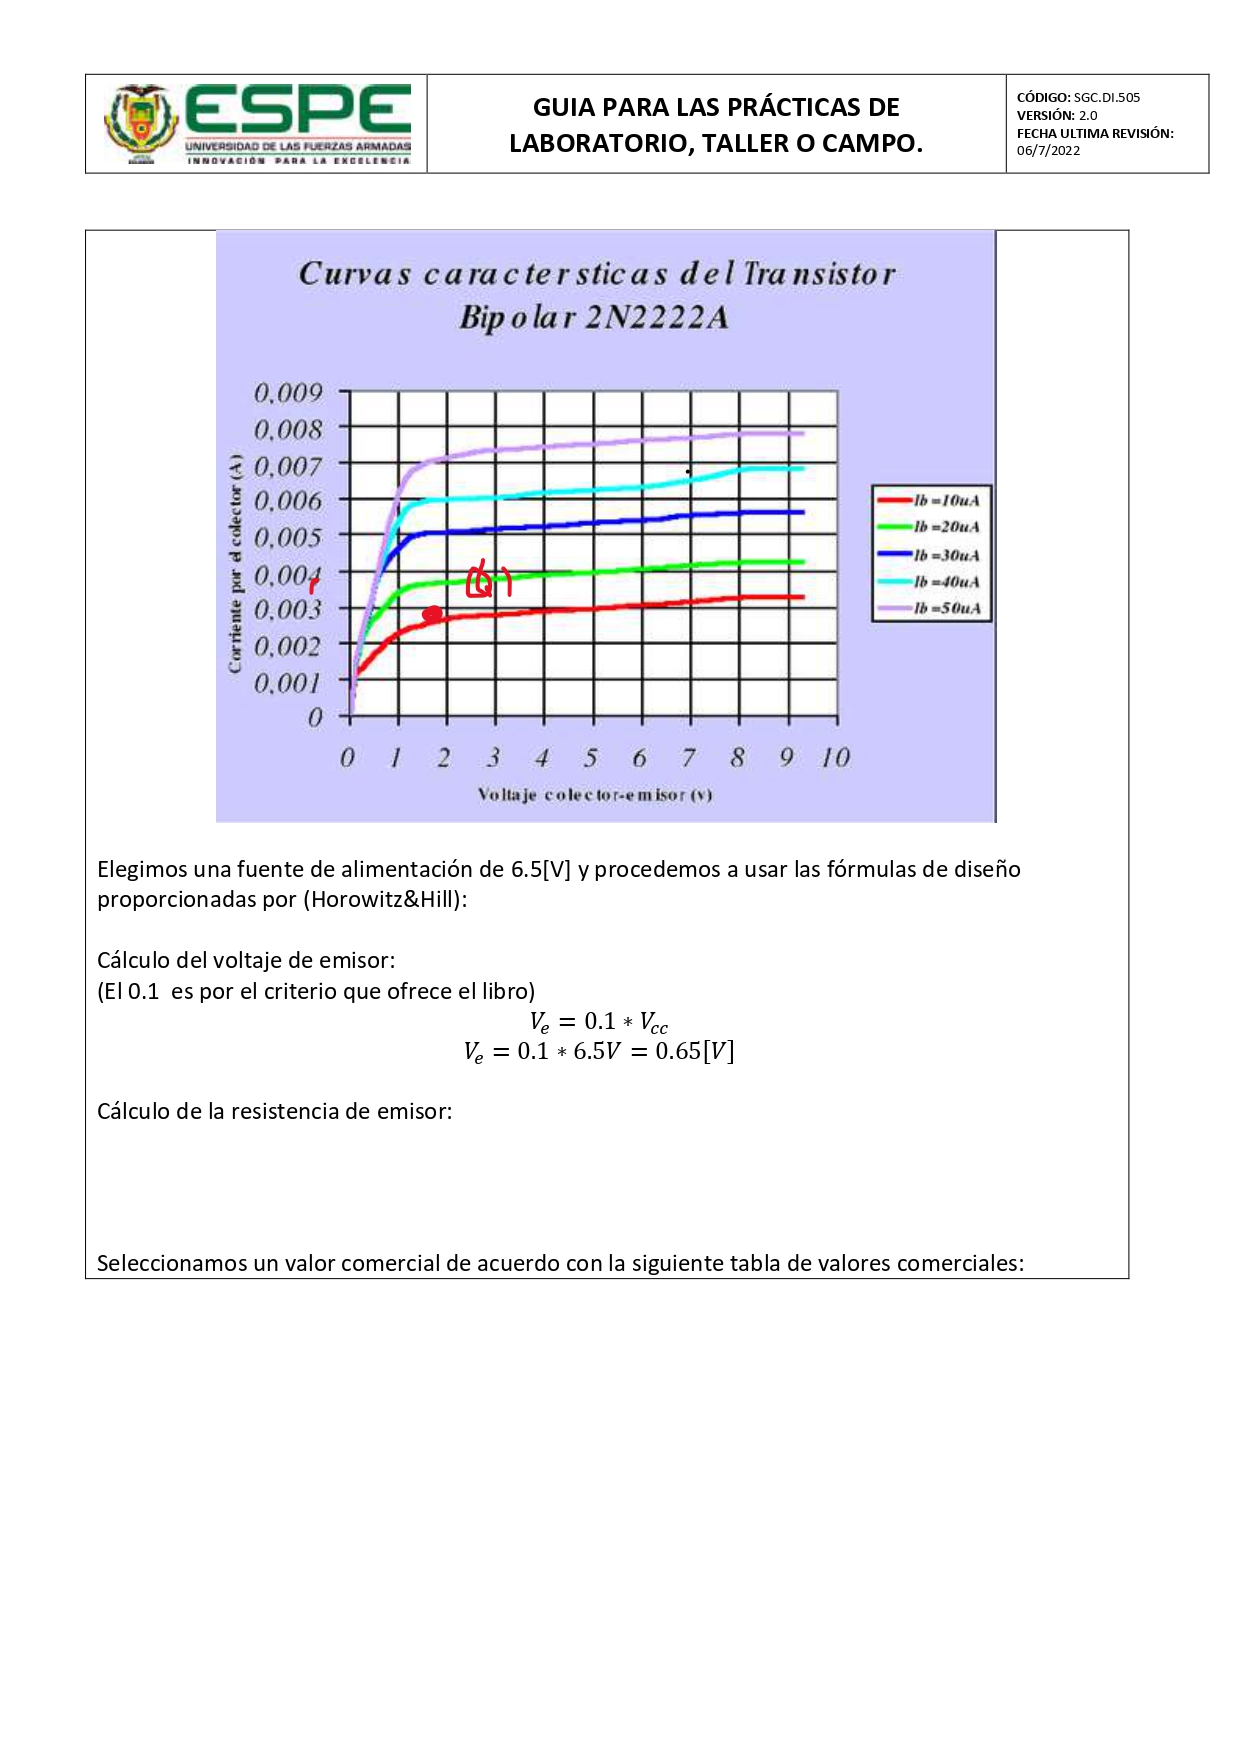 ESPE
UNIVERSIDAD DE LAS FUERZAS ARMADAS
INNOVACIÓN PARA LA EXCELENCIA
GUIA PARA LAS PRÁCTICAS DE
LABORATORIO, TALLER O CAMPO.
CÓDIGO: SGC.DI.505
VERSIÓN: 2.0
FECHA ULTIMA REVISIÓN:
06/7/2022
Curvas caractersticas del Transistor
Bipolar 2N2222A
Corriente por el colector (A)
0,009
0,008
0,007
0,006
0,005
0,004
0,003
0,002
0,001
0
0 1 2 3 4 5 6 7 8 9 10
Voltaje colector-emisor (v)
Ib =10uA
Ib =20uA
Ib =30uA
Ib =40uA
Ib =50uA
Elegimos una fuente de alimentación de 6.5[V] y procedemos a usar las fórmulas de diseño
proporcionadas por (Horowitz&Hill):
Cálculo del voltaje de emisor:
(El 0.1 es por el criterio que ofrece el libro)
Vₑ = 0.1 ∗ V꜀꜀
Vₑ = 0.1 ∗ 6.5V = 0.65[V]
Cálculo de la resistencia de emisor:
Seleccionamos un valor comercial de acuerdo con la siguiente tabla de valores comerciales: